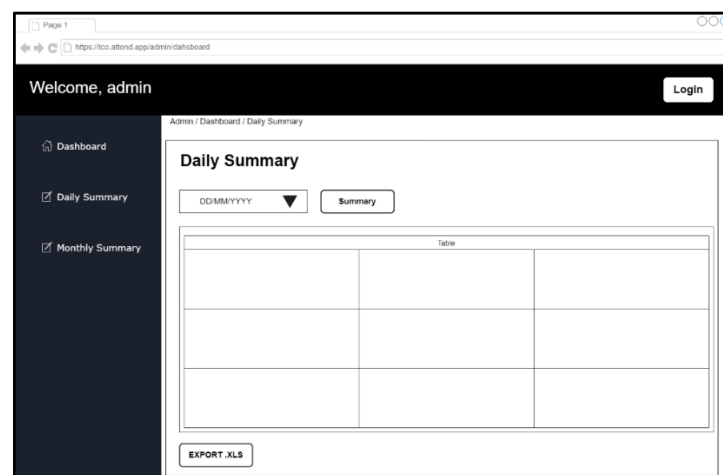 Page 1
https://tco.attend.app/admin/dahsboard
Welcome, admin
Login
Admin / Dashboard / Daily Summary
Dashboard
Daily Summary
Daily Summary
DD/MM/YYYY
Summary
Monthly Summary
Table
EXPORT .XLS